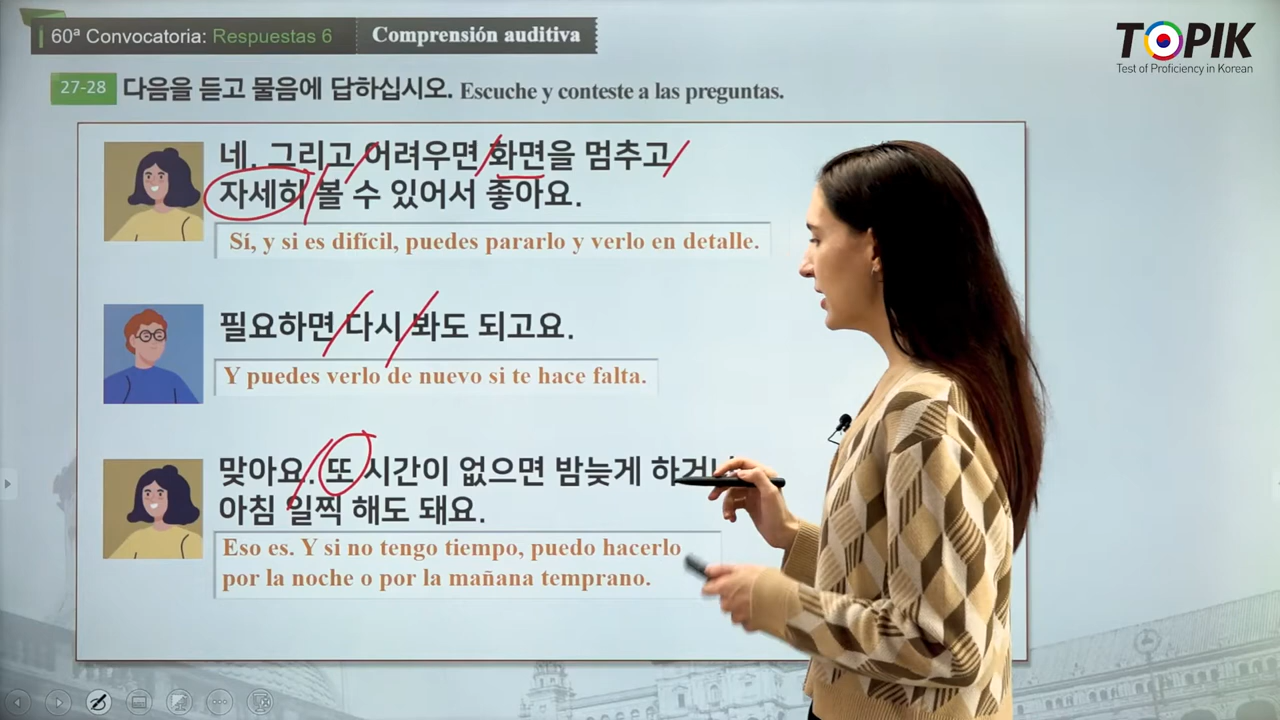 60ª Convocatoria: Respuestas 6
Comprensión auditiva
TOPIK
Test of Proficiency in Korean
27-28
다음을 듣고 물음에 답하십시오. Escuche y conteste a las preguntas.
네. 그리고 어려우면 화면을 멈추고
자세히 볼 수 있어서 좋아요.
Sí, y si es difícil, puedes pararlo y verlo en detalle.
필요하면 다시 봐도 되고요.
Y puedes verlo de nuevo si te hace falta.
맞아요. 또 시간이 없으면 밤늦게 하거나
아침 일찍 해도 돼요.
Eso es. Y si no tengo tiempo, puedo hacerlo
por la noche o por la mañana temprano.